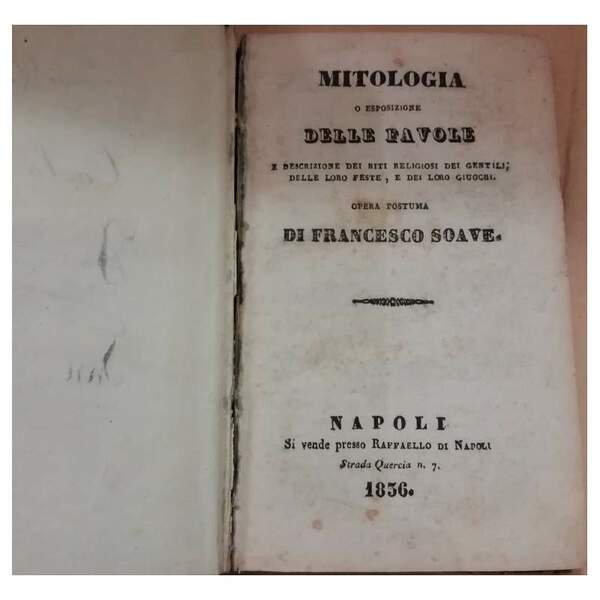 MITOLOGIA
O ESPOSIZIONE
DELLE FAVOLE
E DESCRIZIONE DEI RITI RELIGIOSI DEI GENTILI,
DELLE LORO FESTE, E DEI LORO GIUOCHI.
OPERA POSTUMA
DI FRANCESCO SOAVE.
NAPOLI
Si vende presso RAFFAELLO DI NAPOLI
Strada Quercia n. 7.
1836.